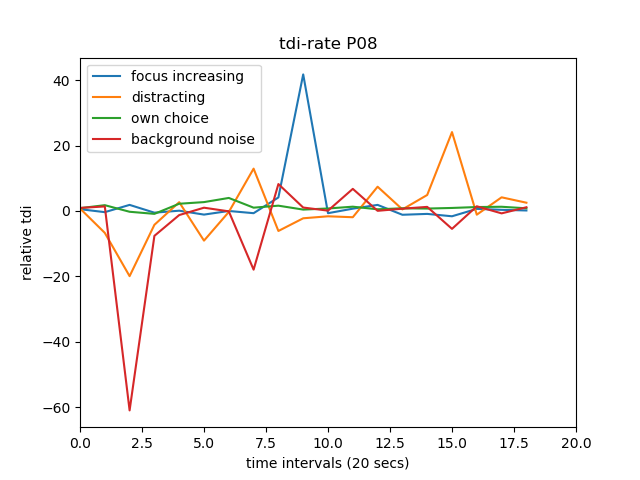 tdi-rate P08
focus increasing
distracting
own choice
background noise
relative tdi
40
20
0
−20
−40
−60
0.0 2.5 5.0 7.5 10.0 12.5 15.0 17.5 20.0
time intervals (20 secs)